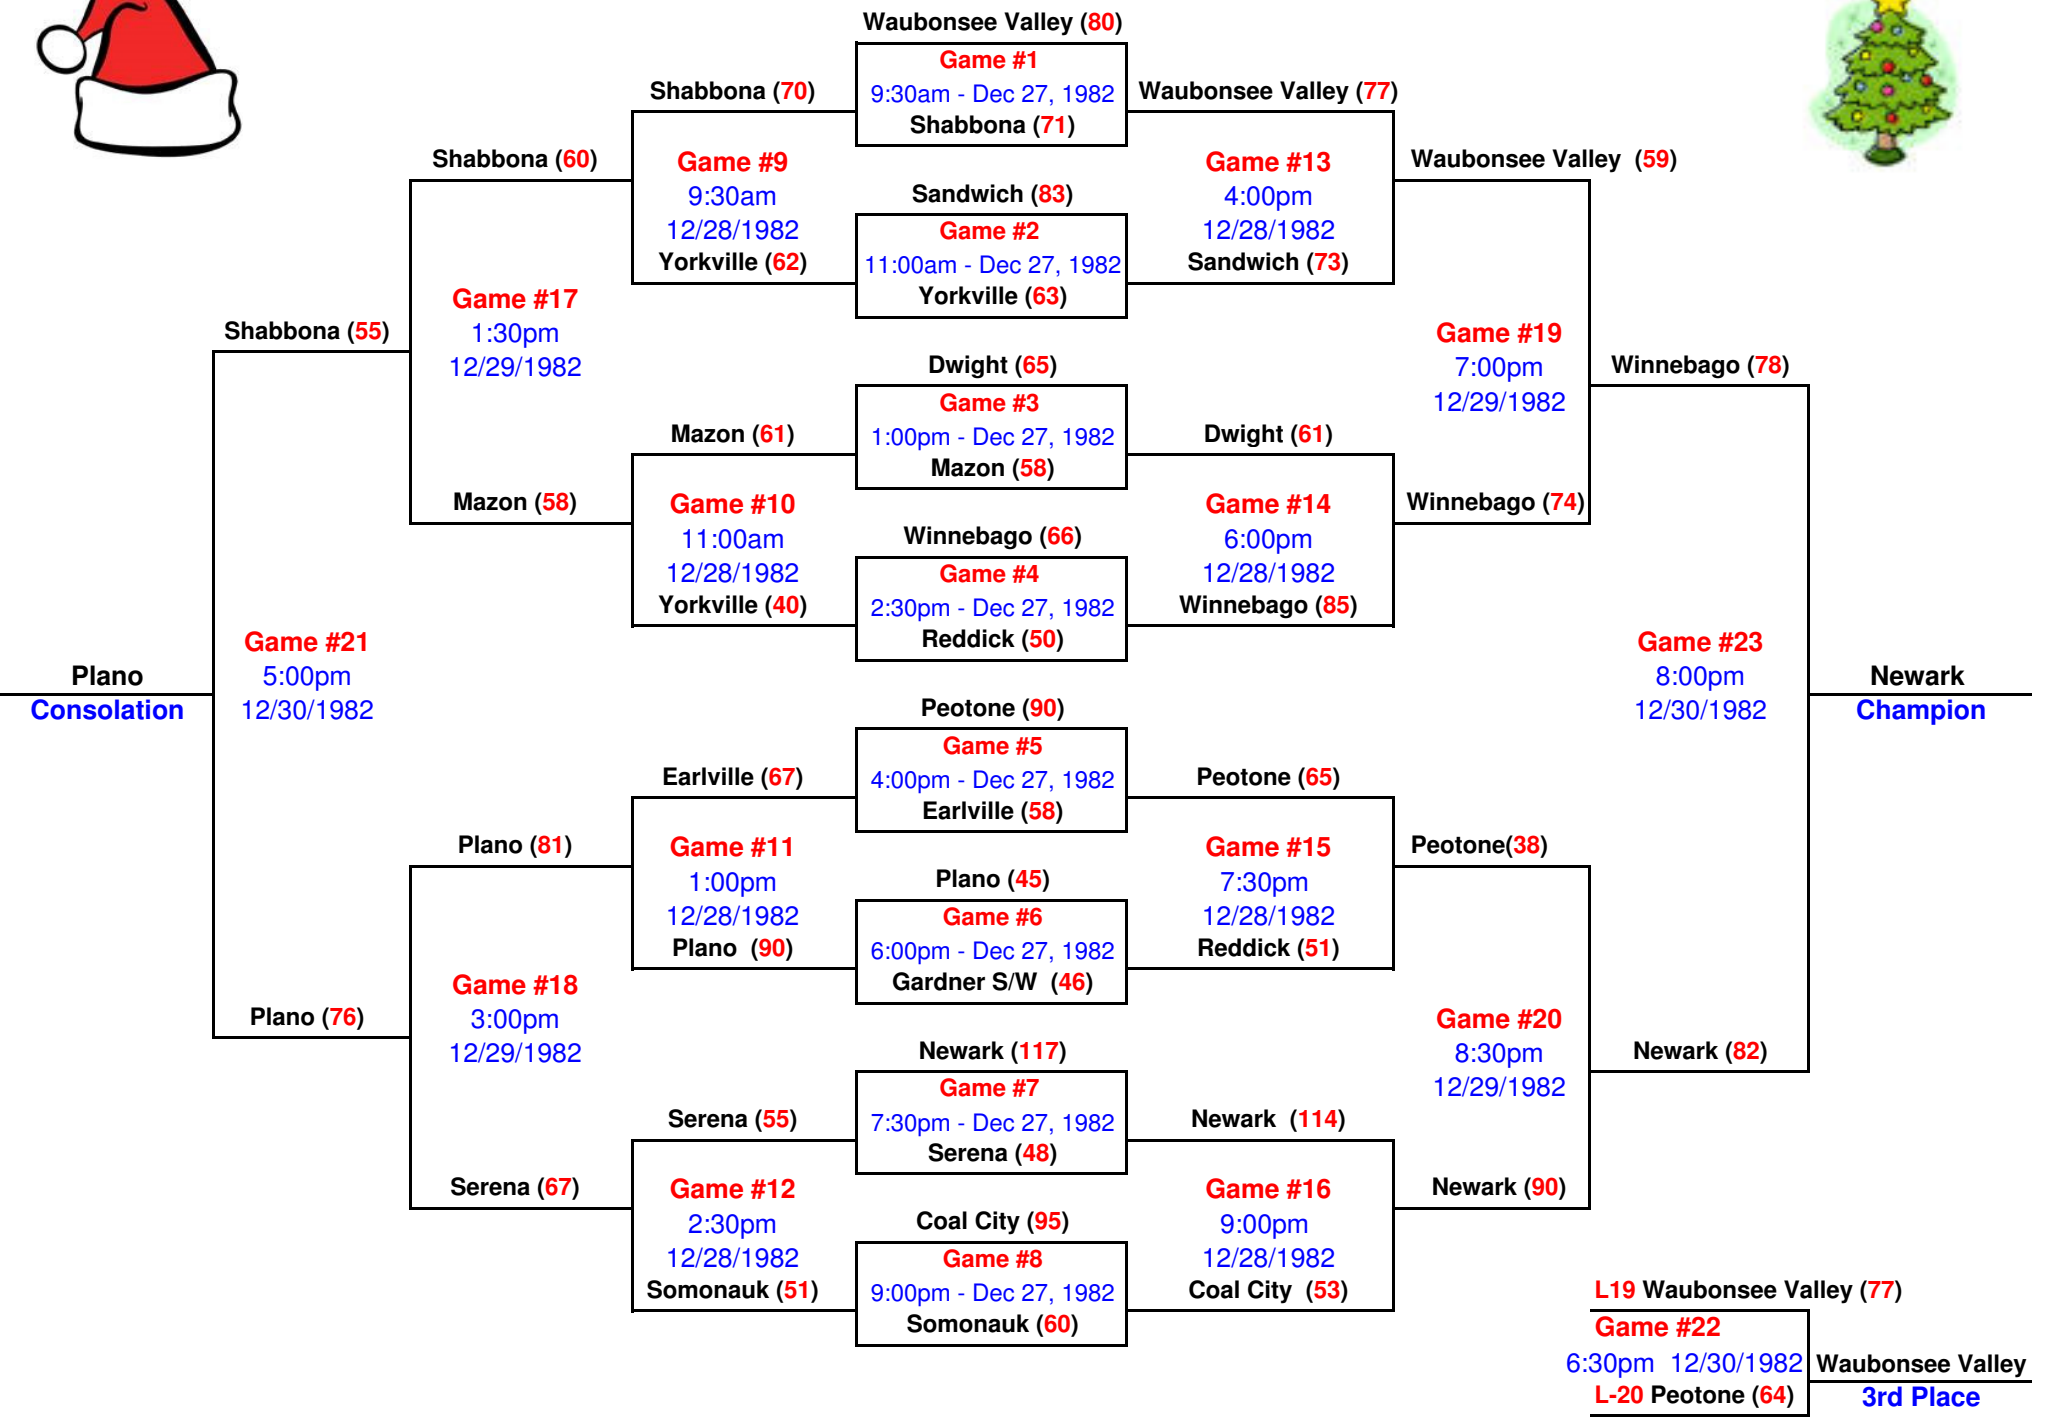 Waubonsee Valley (80)
Game #1
Shabbona (70)
9:30am - Dec 27, 1982
Waubonsee Valley (77)
Shabbona (71)
Shabbona (60)
Game #9
Game #13
Waubonsee Valley  (59)
9:30am
Sandwich (83)
4:00pm
12/28/1982
Game #2
12/28/1982
Yorkville (62)
11:00am - Dec 27, 1982
Sandwich (73)
Game #17
Yorkville (63)
Shabbona (55)
1:30pm
Game #19
12/29/1982
Dwight (65)
7:00pm
Winnebago (78)
Game #3
12/29/1982
Mazon (61)
1:00pm - Dec 27, 1982
Dwight (61)
Mazon (58)
Mazon (58)
Game #10
Game #14
Winnebago (74)
11:00am
Winnebago (66)
6:00pm
12/28/1982
Game #4
12/28/1982
Yorkville (40)
2:30pm - Dec 27, 1982
Winnebago (85)
Game #21
Reddick (50)
Game #23
Plano
5:00pm
8:00pm
Newark
Consolation
12/30/1982
Peotone (90)
12/30/1982
Champion
Game #5
Earlville (67)
4:00pm - Dec 27, 1982
Peotone (65)
Earlville (58)
Plano (81)
Game #11
Game #15
Peotone(38)
1:00pm
Plano (45)
7:30pm
12/28/1982
Game #6
12/28/1982
Plano  (90)
6:00pm - Dec 27, 1982
Reddick (51)
Game #18
Gardner S/W  (46)
Plano (76)
3:00pm
Game #20
12/29/1982
Newark (117)
8:30pm
Newark (82)
Game #7
12/29/1982
Serena (55)
7:30pm - Dec 27, 1982
Newark  (114)
Serena (48)
Serena (67)
Game #12
Game #16
Newark (90)
2:30pm
Coal City (95)
9:00pm
12/28/1982
Game #8
12/28/1982
Somonauk (51)
9:00pm - Dec 27, 1982
Coal City  (53)
L19 Waubonsee Valley (77)
Somonauk (60)
Game #22
6:30pm  12/30/1982
Waubonsee Valley
L-20 Peotone (64)
3rd Place